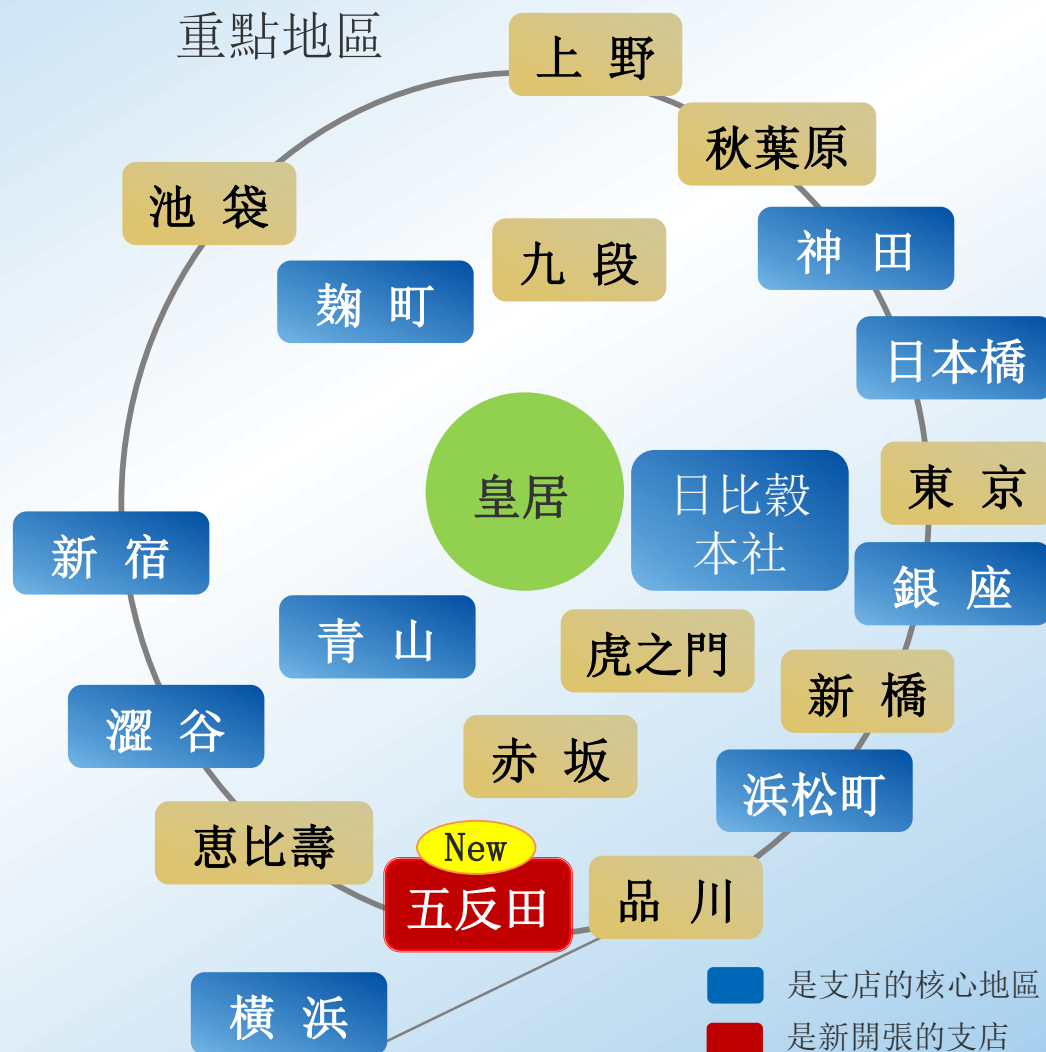 重點地區
上 野
秋葉原
池 袋
神 田
九 段
麹 町
日本橋
皇居
日比穀
本社
東 京
新 宿
銀 座
青 山
虎之門
新 橋
澀 谷
赤 坂
浜松町
恵比壽
New
五反田
品 川
橫 浜
是支店的核心地區
是新開張的支店